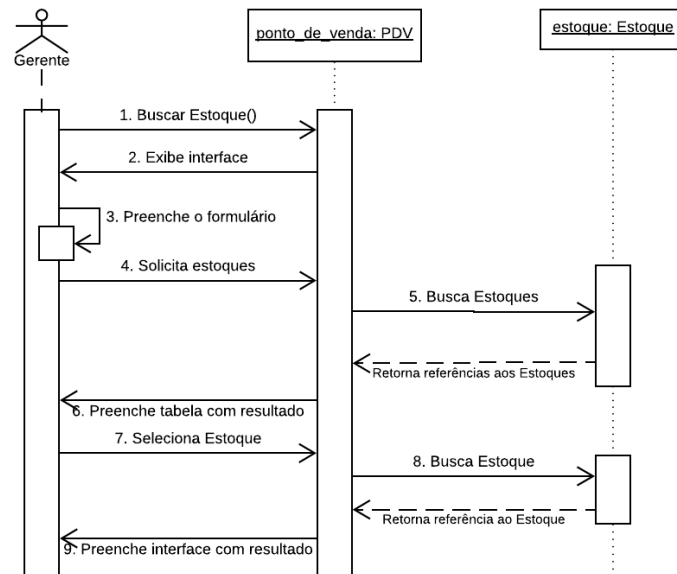 Gerente
ponto_de_venda: PDV
estoque: Estoque
1. Buscar Estoque()
2. Exibe interface
3. Preenche o formulário
4. Solicita estoques
5. Busca Estoques
Retorna referências aos Estoques
6. Preenche tabela com resultado
7. Seleciona Estoque
8. Busca Estoque
Retorna referência ao Estoque
9. Preenche interface com resultado